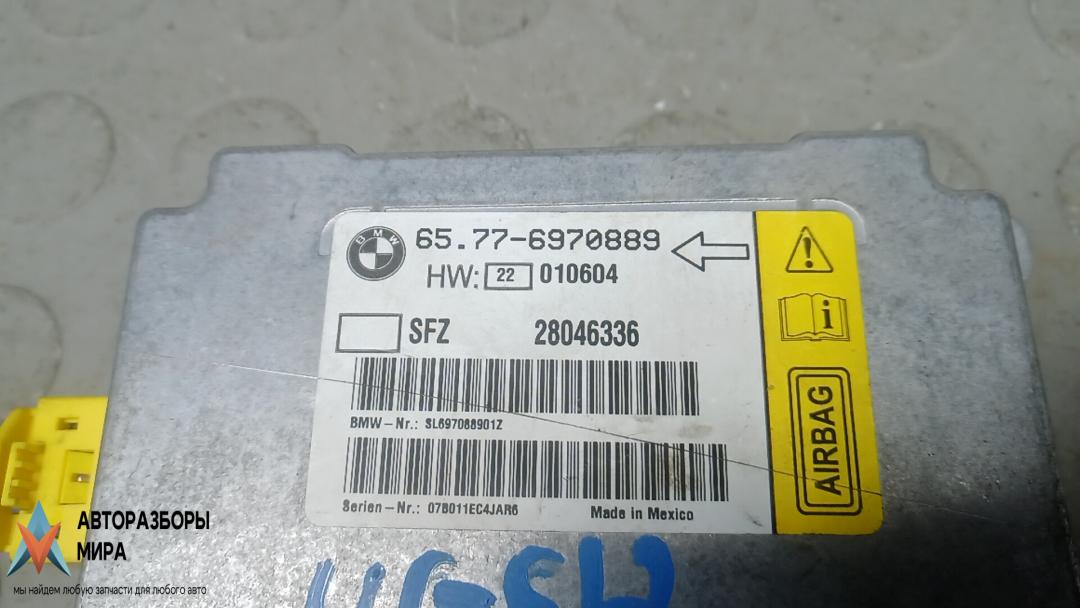 BMW
65.77-6970889
HW: 22 010604
SFZ 28046336
BMW-Nr.: SL697088901Z
Serien-Nr.: 078011EC4JAR6
Made in Mexico
i
AIRBAG
АВТОРАЗБОРЫ
МИРА
мы найдем любую запчасти для любого авто